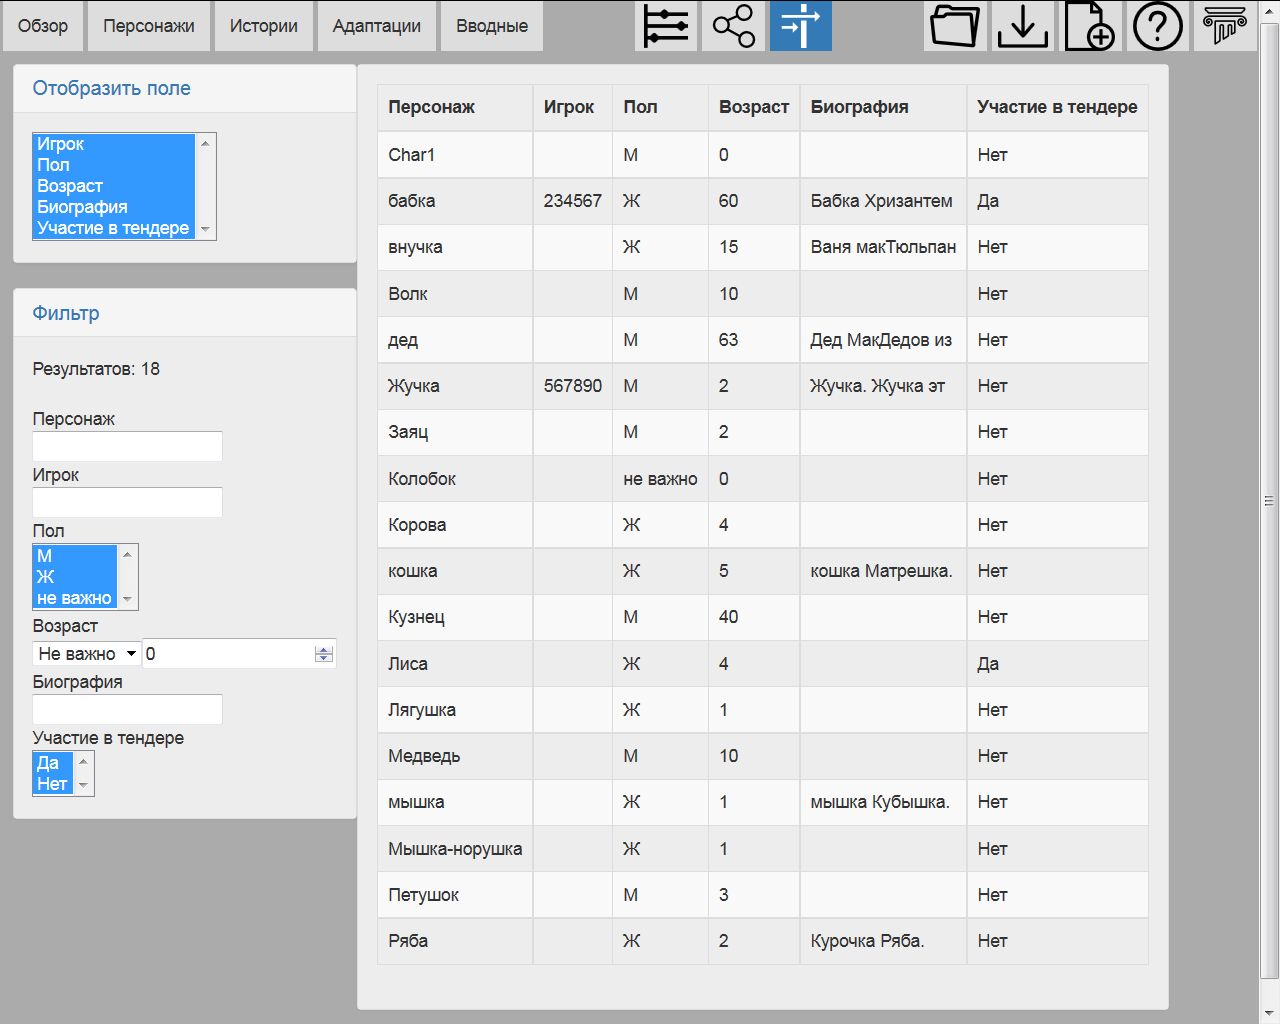 Обзор Персонажи Истории Адаптации Вводные
Отобразить поле
Игрок
Пол
Возраст
Биография
Участие в тендере
Фильтр
Результатов: 18
Персонаж
Игрок
Пол
М
Ж
не важно
Возраст
Не важно 0
Биография
Участие в тендере
Да
Нет
Персонаж Игрок Пол Возраст Биография Участие в тендере
Char1 М 0 Нет
бабка 234567 Ж 60 Бабка Хризантем Да
внучка Ж 15 Ваня макТюльпан Нет
Волк М 10 Нет
дед М 63 Дед МакДедов из Нет
Жучка 567890 М 2 Жучка. Жучка эт Нет
Заяц М 2 Нет
Колобок не важно 0 Нет
Корова Ж 4 Нет
кошка Ж 5 кошка Матрешка. Нет
Кузнец М 40 Нет
Лиса Ж 4 Да
Лягушка Ж 1 Нет
Медведь М 10 Нет
мышка Ж 1 мышка Кубышка. Нет
Мышка-норушка Ж 1 Нет
Петушок М 3 Нет
Ряба Ж 2 Курочка Ряба. Нет